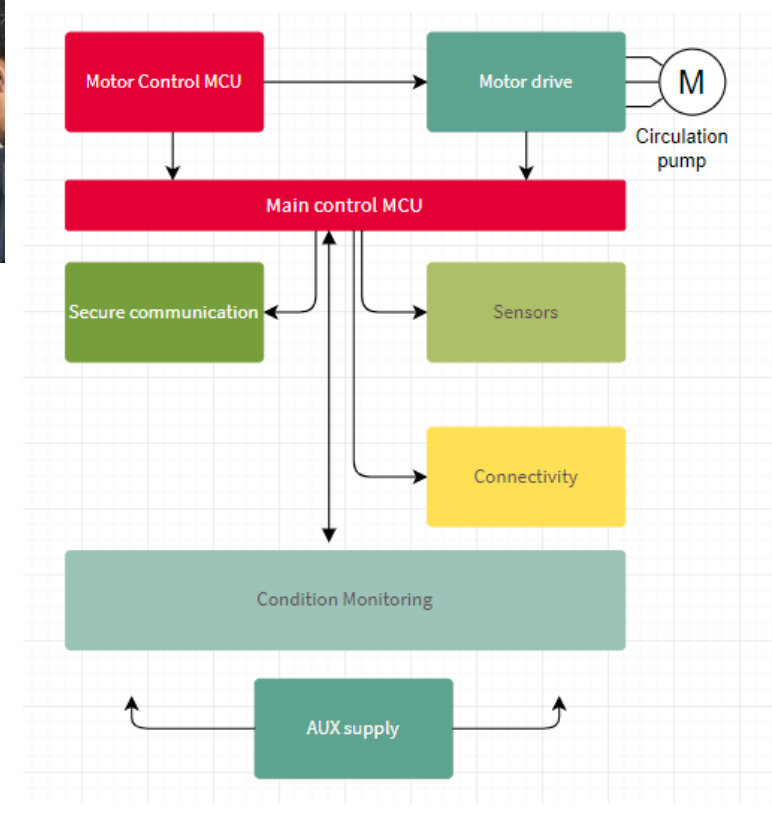 Motor Control MCU
Motor drive
M
Circulation
pump
Main control MCU
Secure communication
Sensors
Connectivity
Condition Monitoring
AUX supply